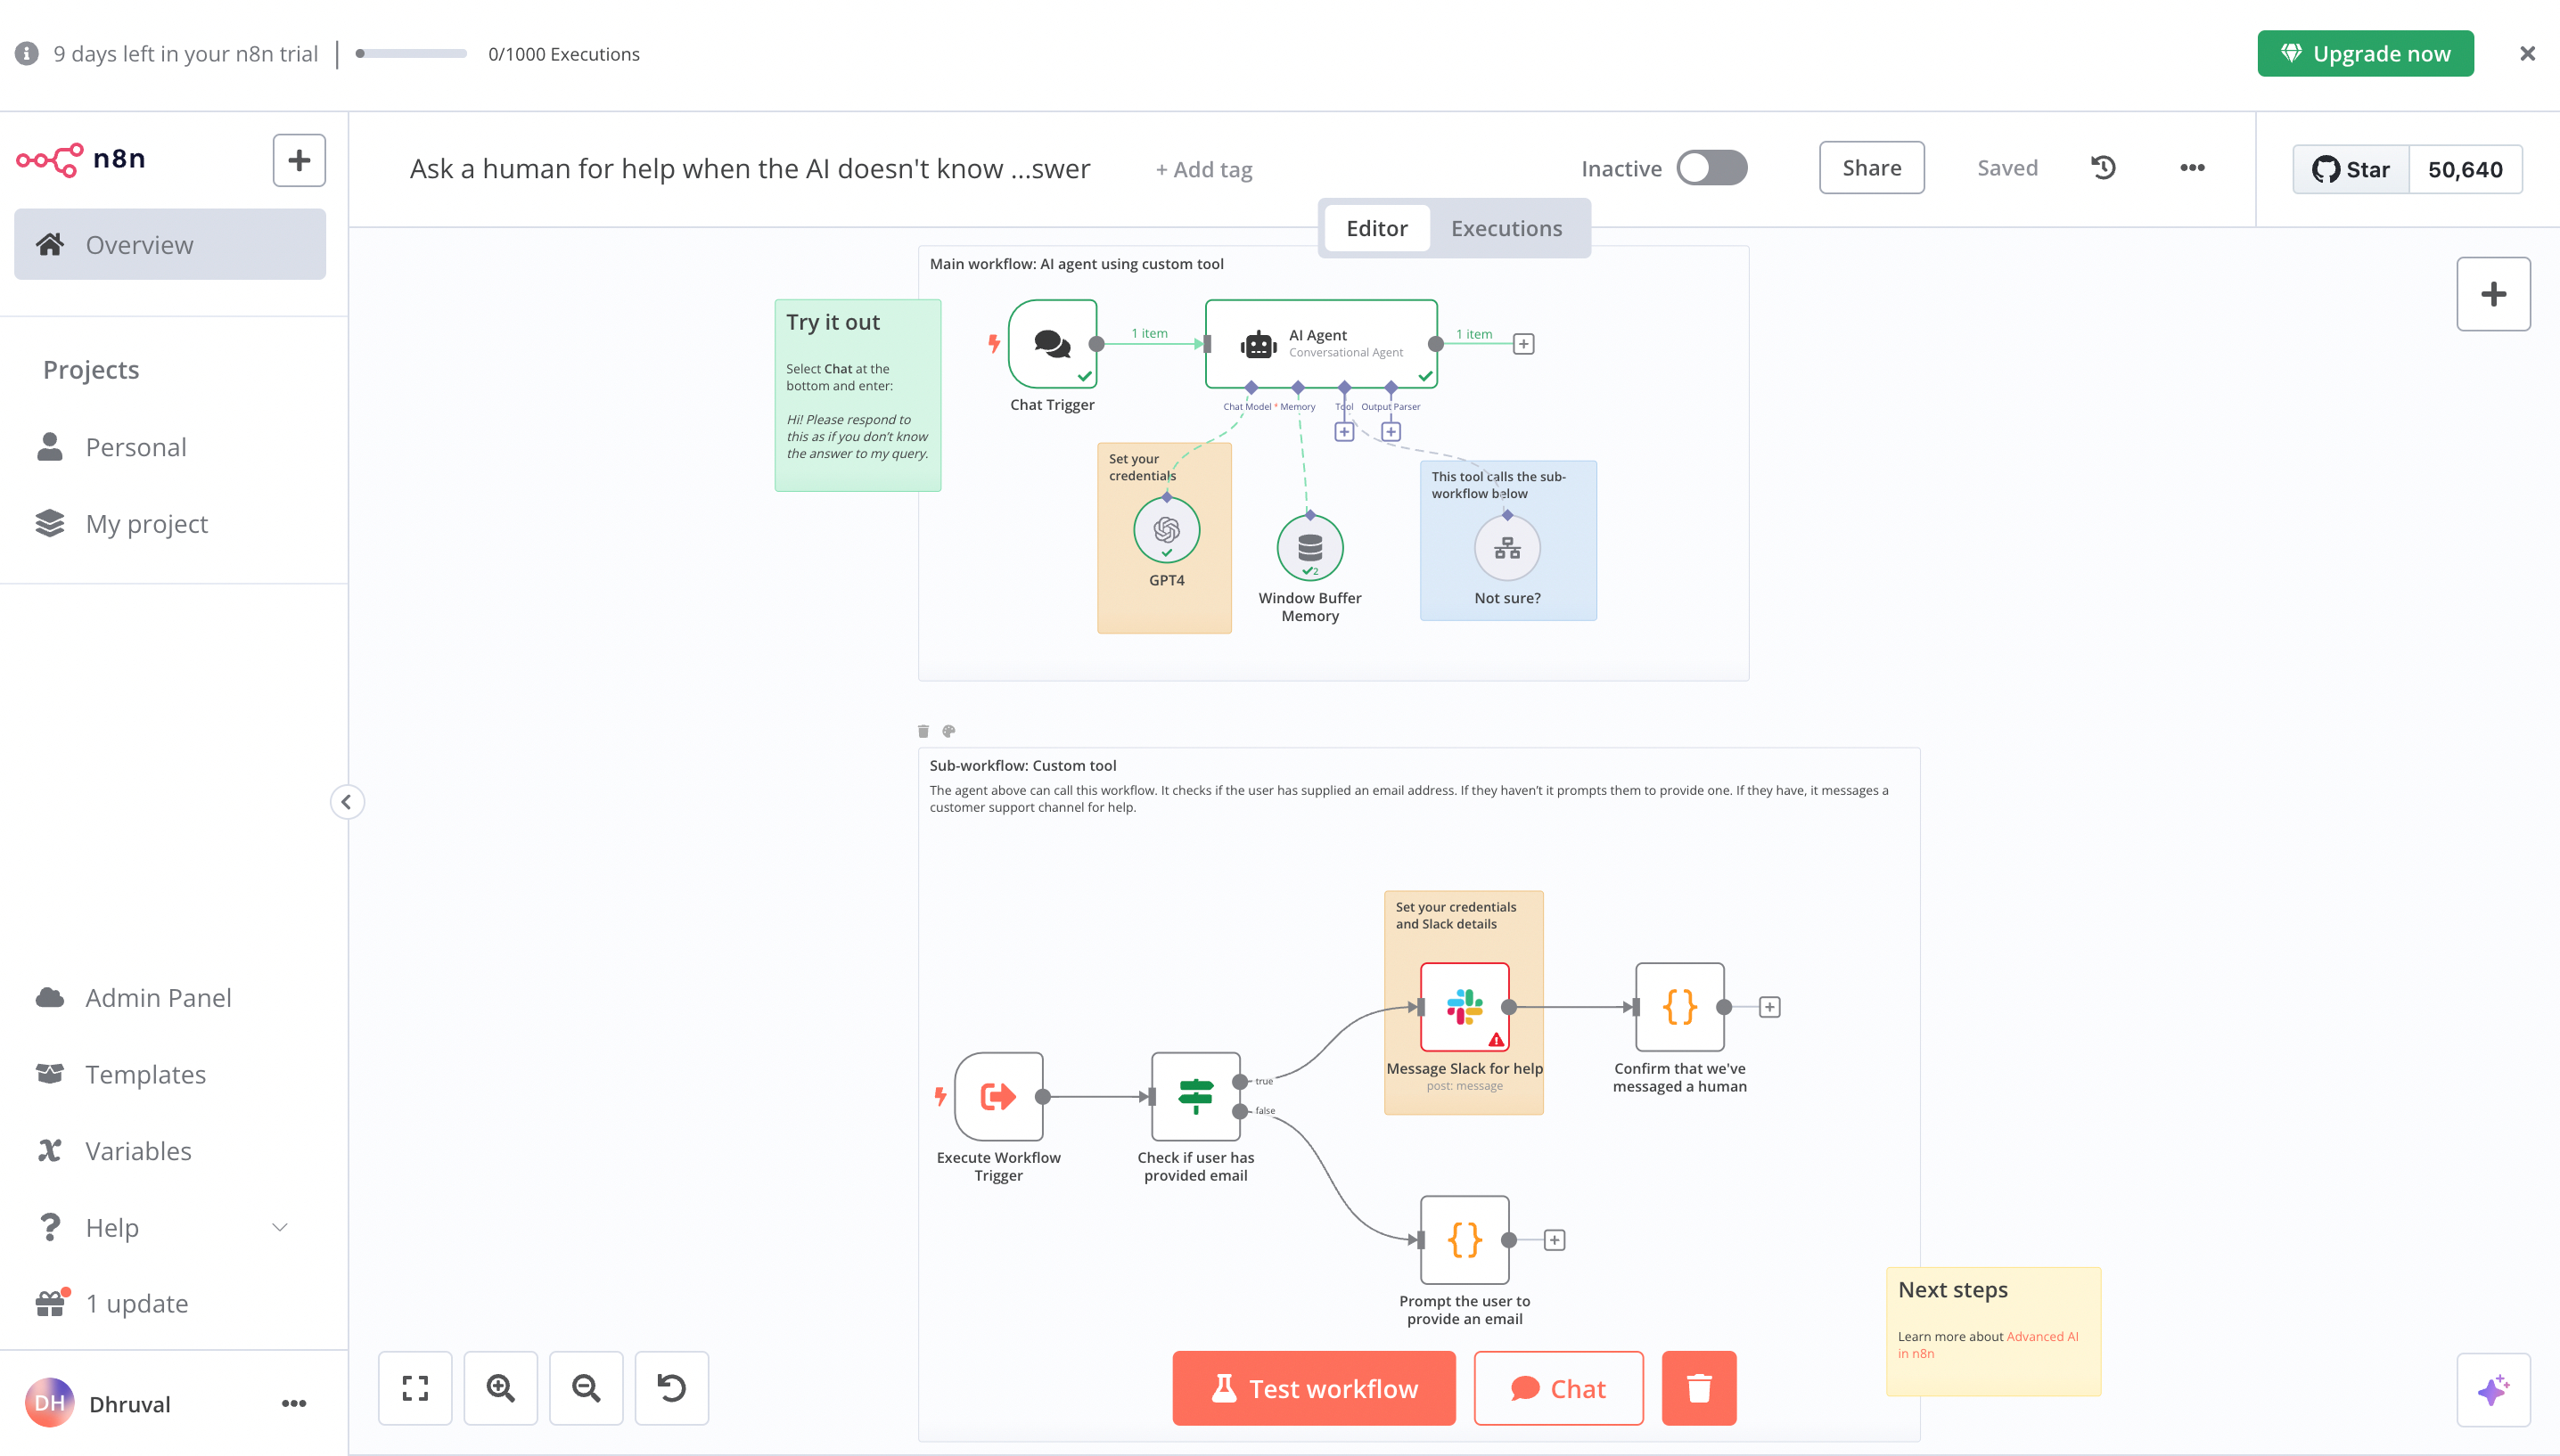 9 days left in your n8n trial
0/1000 Executions
Upgrade now
n8n
Ask a human for help when the AI doesn't know ...swer
+ Add tag
Inactive
Share
Saved
Star
50,640
Editor
Executions
Overview
Projects
Personal
My project
Admin Panel
Templates
Variables
Help
1 update
DH
Dhruval
Main workflow: AI agent using custom tool
Try it out
Select Chat at the
bottom and enter:
Hi! Please respond to
this as if you don't know
the answer to my query.
Chat Trigger
1 item
AI Agent
Conversational Agent
1 item
Chat Model *
Memory
Tool
Output Parser
Set your
credentials
GPT4
2
Window Buffer
Memory
This tool calls the sub-
workflow below
Not sure?
Sub-workflow: Custom tool
The agent above can call this workflow. It checks if the user has supplied an email address. If they haven't it prompts them to provide one. If they have, it messages a
customer support channel for help.
Set your credentials
and Slack details
Message Slack for help
post: message
Confirm that we've
messaged a human
Execute Workflow
Trigger
Check if user has
provided email
true
false
Prompt the user to
provide an email
Next steps
Learn more about Advanced AI
in n8n
Test workflow
Chat